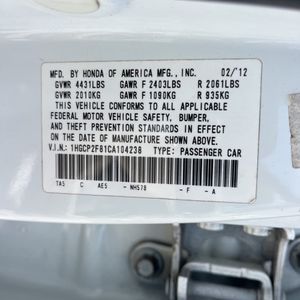 MFD. BY HONDA OF AMERICA MFG., INC. 02/'12
GVWR 4431LBS GAWR F 2403LBS R 2061LBS
GVWR 2010KG GAWR F 1090KG R 935KG
THIS VEHICLE CONFORMS TO ALL APPLICABLE
FEDERAL MOTOR VEHICLE SAFETY, BUMPER,
AND THEFT PREVENTION STANDARDS IN EFFECT
ON THE DATE OF MANUFACTURE SHOWN ABOVE.
V.I.N.: 1HGCP2F81CA104238 TYPE: PASSENGER CAR
TA5 C AE5 - NH578 - F - A